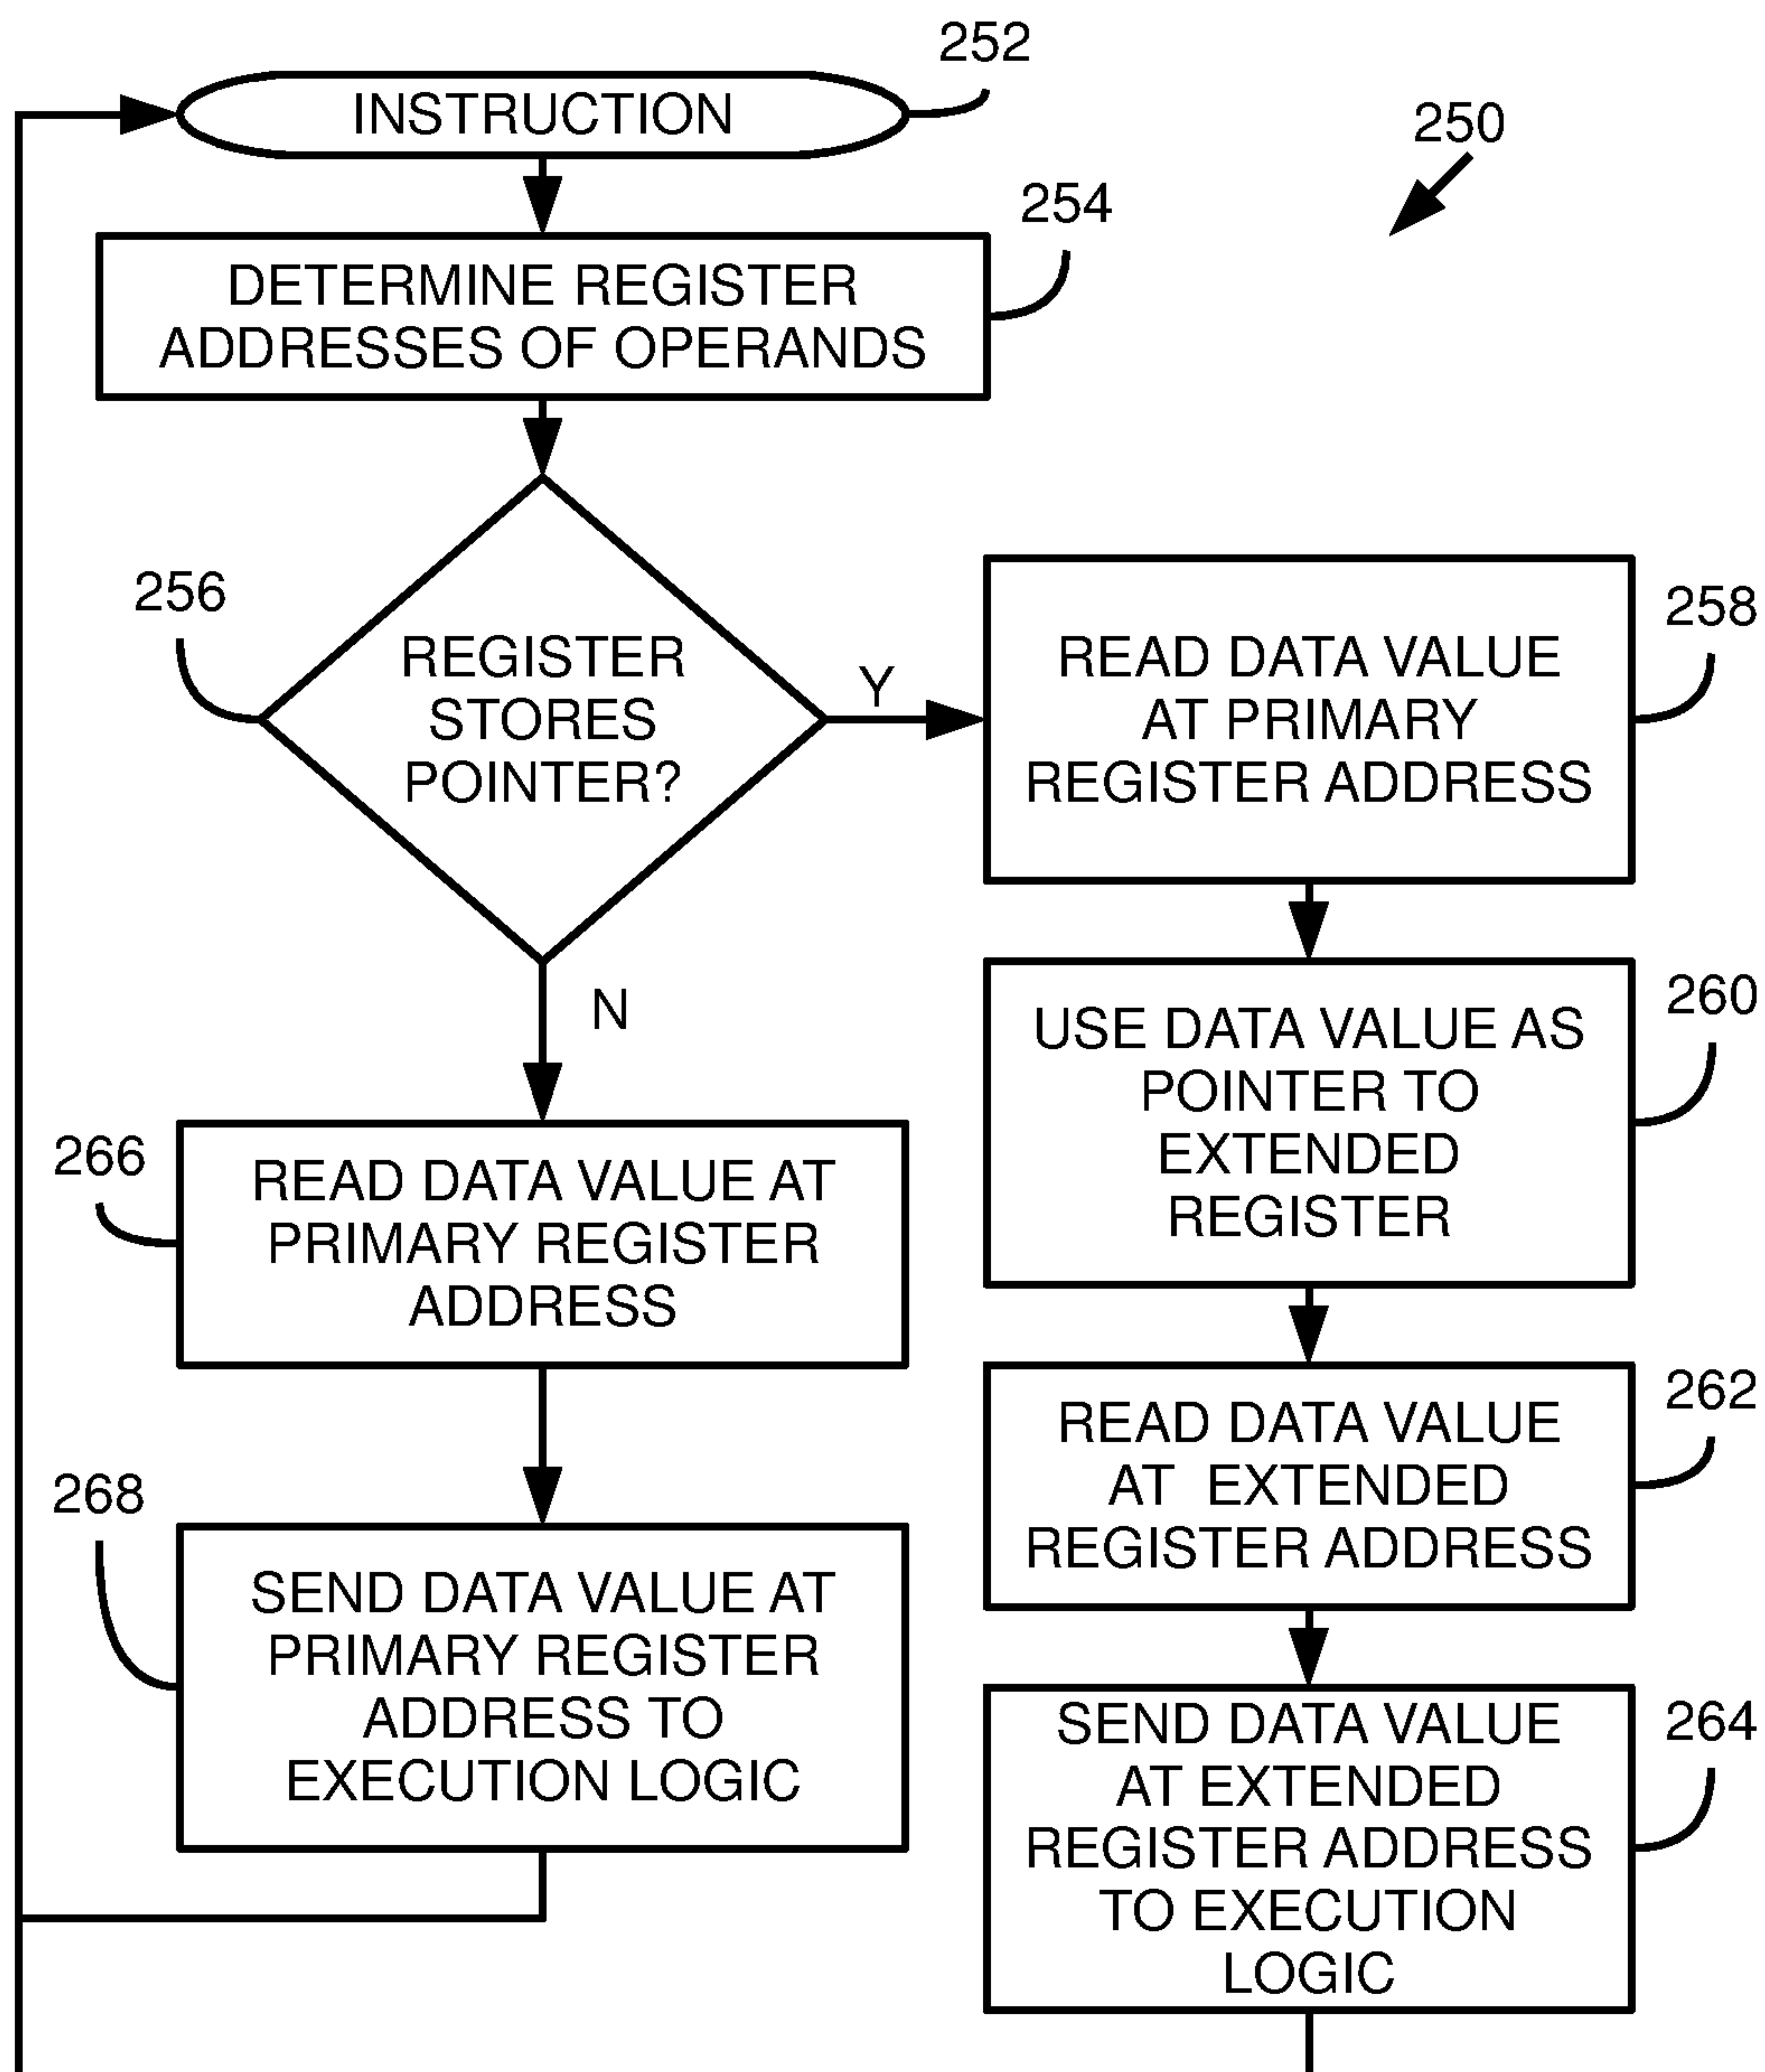 252
INSTRUCTION
250
254
DETERMINE REGISTER
ADDRESSES OF OPERANDS
256
REGISTER
STORES
POINTER?
Y
N
258
READ DATA VALUE
AT PRIMARY
REGISTER ADDRESS
260
USE DATA VALUE AS
POINTER TO
EXTENDED
REGISTER
262
READ DATA VALUE
AT EXTENDED
REGISTER ADDRESS
264
SEND DATA VALUE
AT EXTENDED
REGISTER ADDRESS
TO EXECUTION
LOGIC
266
READ DATA VALUE AT
PRIMARY REGISTER
ADDRESS
268
SEND DATA VALUE AT
PRIMARY REGISTER
ADDRESS TO
EXECUTION LOGIC